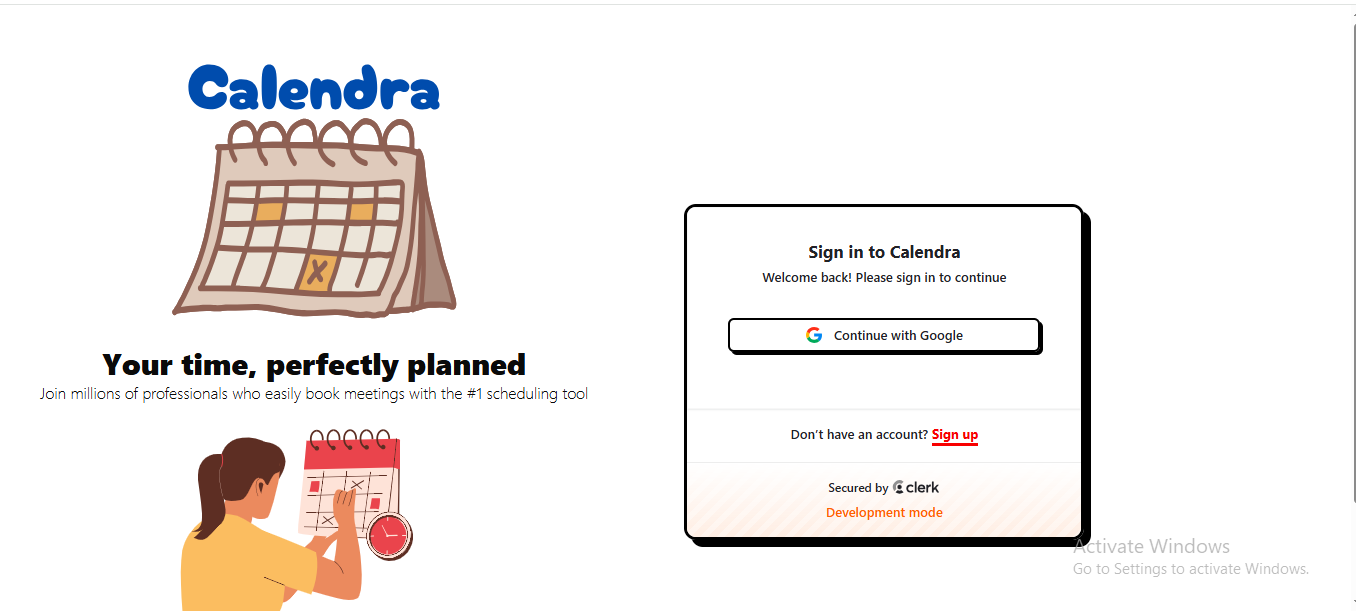 Calendra
X
Your time, perfectly planned
Join millions of professionals who easily book meetings with the #1 scheduling tool
Sign in to Calendra
Welcome back! Please sign in to continue
Continue with Google
Don’t have an account? Sign up
Secured by clerk
Development mode
Activate Windows
Go to Settings to activate Windows.